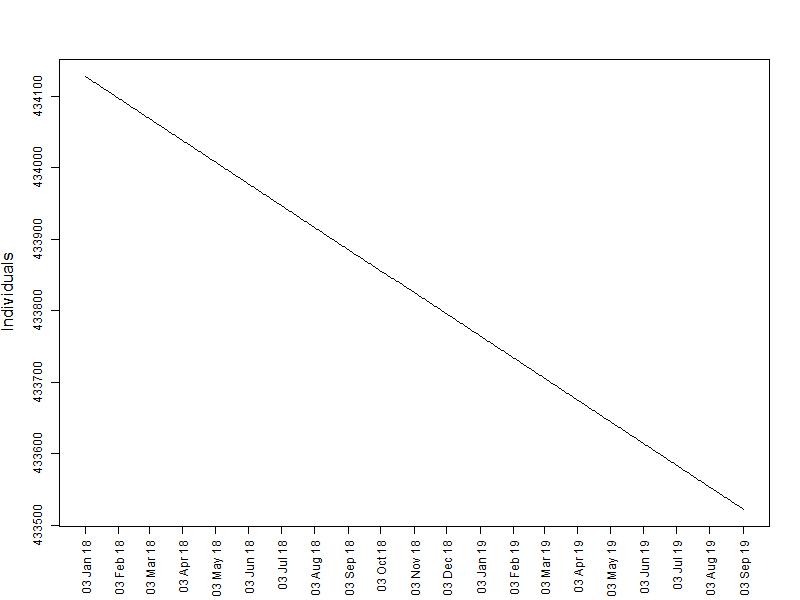 Individuals
434100
434000
433900
433800
433700
433600
433500
03 Jan 18
03 Feb 18
03 Mar 18
03 Apr 18
03 May 18
03 Jun 18
03 Jul 18
03 Aug 18
03 Sep 18
03 Oct 18
03 Nov 18
03 Dec 18
03 Jan 19
03 Feb 19
03 Mar 19
03 Apr 19
03 May 19
03 Jun 19
03 Jul 19
03 Aug 19
03 Sep 19